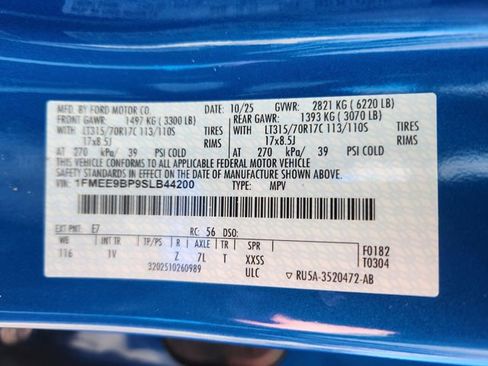 MFD. BY FORD MOTOR CO. DATE: 10/25 GVWR: 2821 KG ( 6220 LB)
FRONT GAWR: 1497 KG ( 3300 LB) REAR GAWR: 1393 KG ( 3070 LB)
WITH LT315/70R17C 113/110S TIRES WITH LT315/70R17C 113/110S TIRES
17x8.5J RIMS 17x8.5J RIMS
AT 270 kPa/ 39 PSI COLD AT 270 kPa/ 39 PSI COLD
THIS VEHICLE CONFORMS TO ALL APPLICABLE FEDERAL MOTOR VEHICLE
SAFETY STANDARDS IN EFFECT ON THE DATE OF MANUFACTURE SHOWN ABOVE.
VIN: 1FMEE9BP9SLB44200 TYPE: MPV
EXT PNT: E7 RC: 56 DSO:
WB INT TR TP/PS R AXLE TR SPR F0182
116 1V Z 7L T XXSS T0304
3202510260989 ULC RU5A-3520472-AB